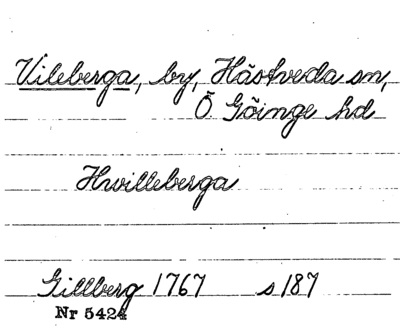 Vileberga, by, Hästveda sn,
Ö Göinge hd
Hwilleberga
Gillberg 1767 s 187
Nr 5424